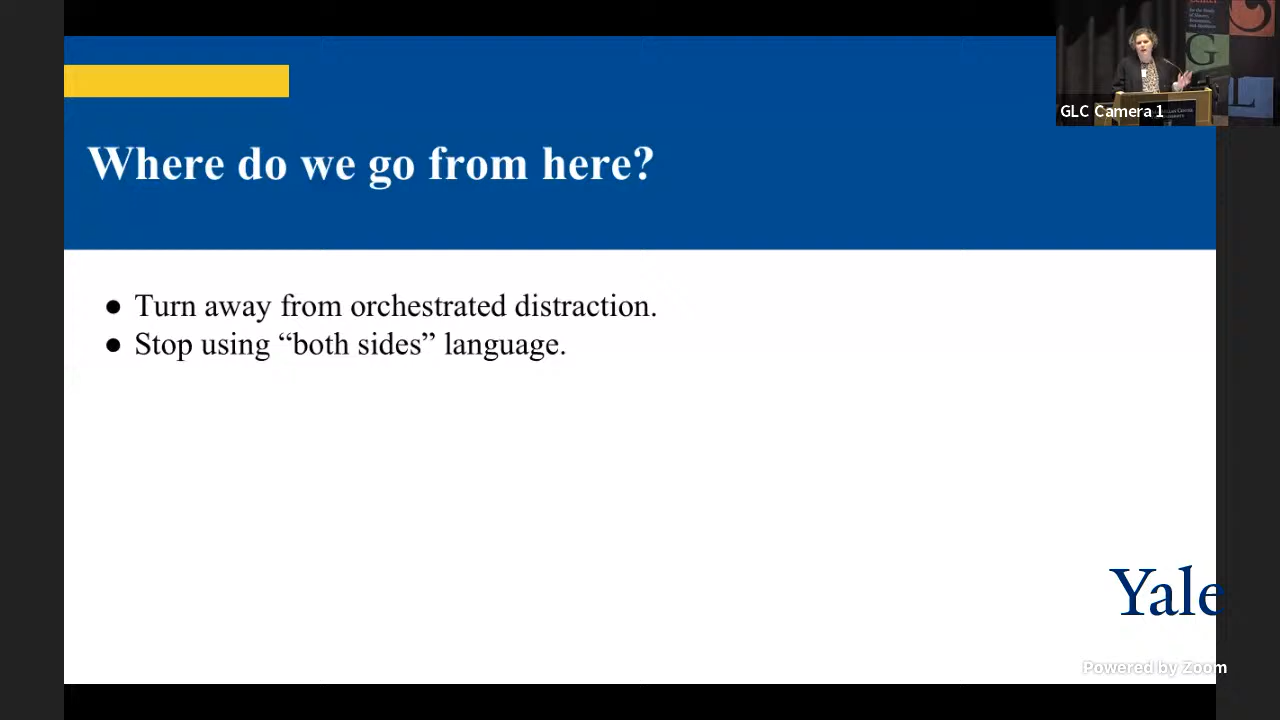 GLC Camera 1
Where do we go from here?
● Turn away from orchestrated distraction.
● Stop using “both sides” language.
Yale
Powered by Zoom